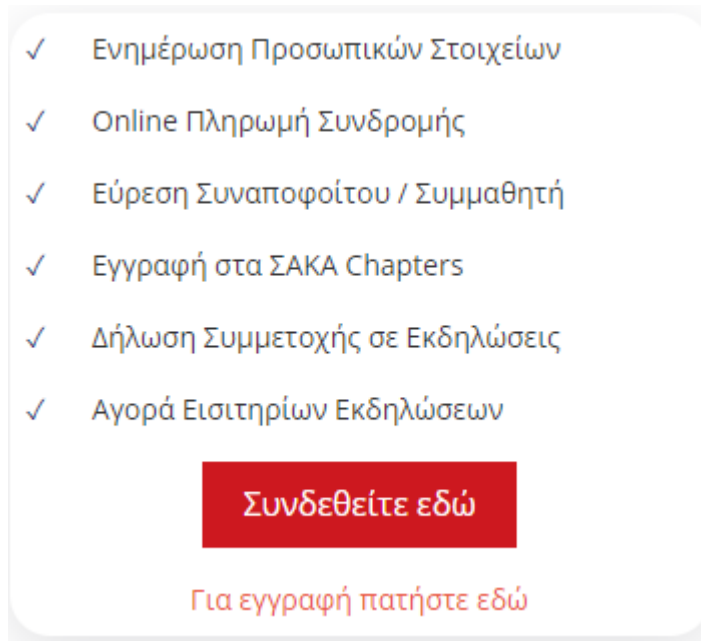 ✓ Ενημέρωση Προσωπικών Στοιχείων
✓ Online Πληρωμή Συνδρομής
✓ Εύρεση Συναποφοίτου / Συμμαθητή
✓ Εγγραφή στα ΣΑΚΑ Chapters
✓ Δήλωση Συμμετοχής σε Εκδηλώσεις
✓ Αγορά Εισιτηρίων Εκδηλώσεων
Συνδεθείτε εδώ
Για εγγραφή πατήστε εδώ